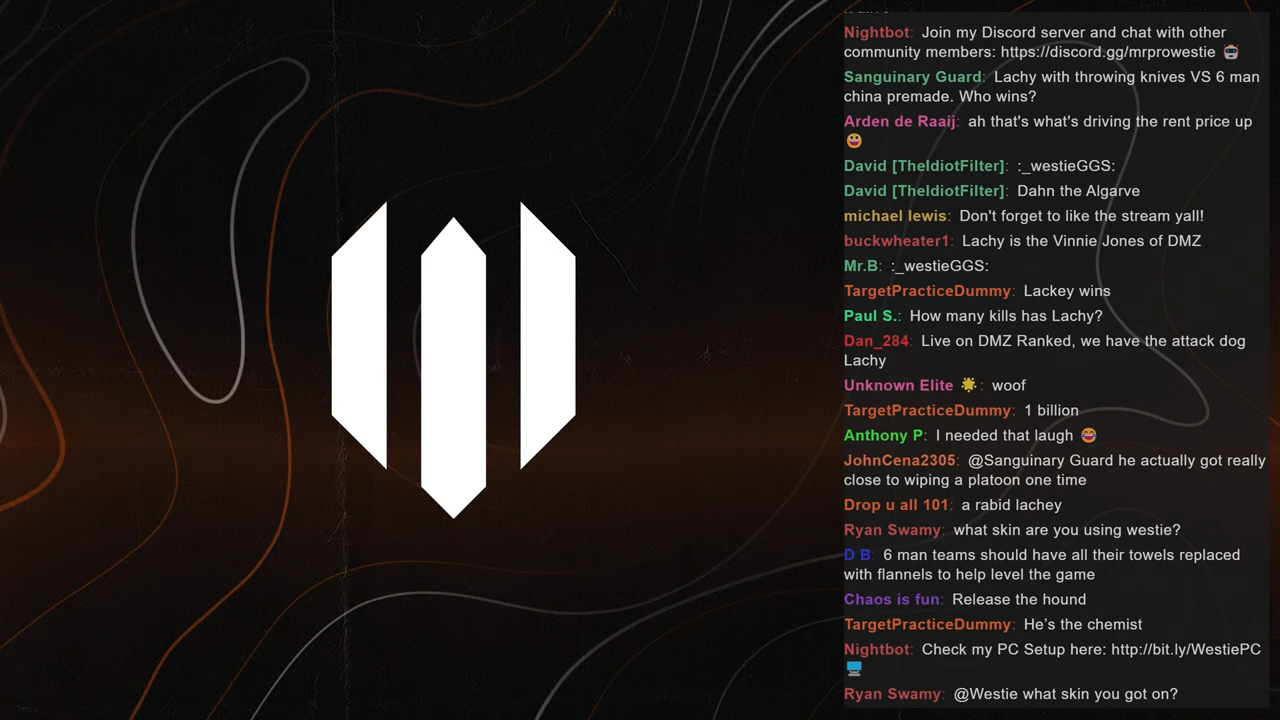 Nightbot: Join my Discord server and chat with other
community members: https://discord.gg/mrprowestie
Sanguinary Guard: Lachy with throwing knives VS 6 man
china premade. Who wins?
Arden de Raaij: ah that's what's driving the rent price up
David [TheIdiotFilter]: :_westieGGS:
David [TheIdiotFilter]: Dahn the Algarve
michael lewis: Don't forget to like the stream yall!
buckwheater1: Lachy is the Vinnie Jones of DMZ
Mr.B: :_westieGGS:
TargetPracticeDummy: Lackey wins
Paul S.: How many kills has Lachy?
Dan_284: Live on DMZ Ranked, we have the attack dog
Lachy
Unknown Elite 🌟: woof
TargetPracticeDummy: 1 billion
Anthony P: I needed that laugh 😂
JohnCena2305: @Sanguinary Guard he actually got really
close to wiping a platoon one time
Drop u all 101: a rabid lachey
Ryan Swamy: what skin are you using westie?
D B: 6 man teams should have all their towels replaced
with flannels to help level the game
Chaos is fun: Release the hound
TargetPracticeDummy: He's the chemist
Nightbot: Check my PC Setup here: http://bit.ly/WestiePC
Ryan Swamy: @Westie what skin you got on?